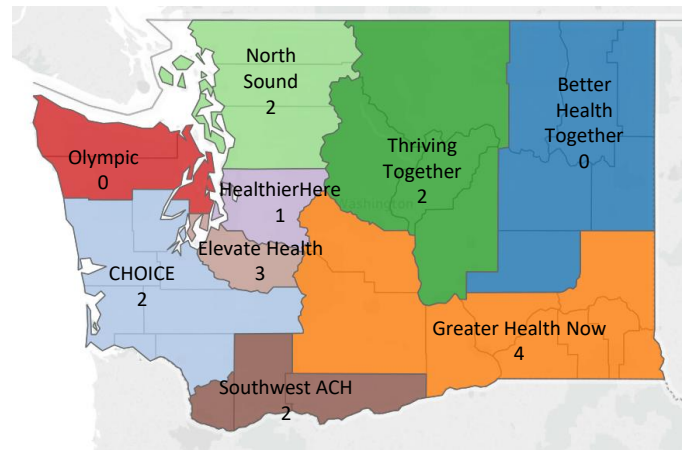 North
Sound
2
Better
Health
Together
0
Olympic
0
Thriving
Together
2
Washington
HealthierHere
1
Elevate Health
3
CHOICE
2
Greater Health Now
4
Southwest ACH
2